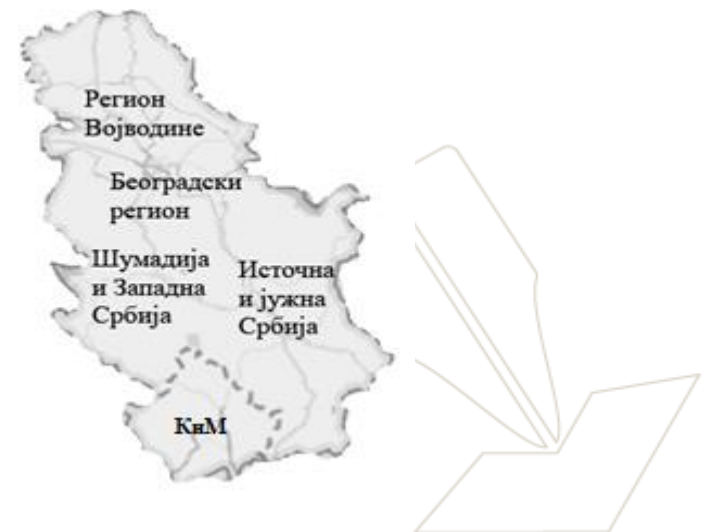 Регион
Војводине
Београдски
регион
Шумадија
и Западна
Србија
Источна
и јужна
Србија
КиМ